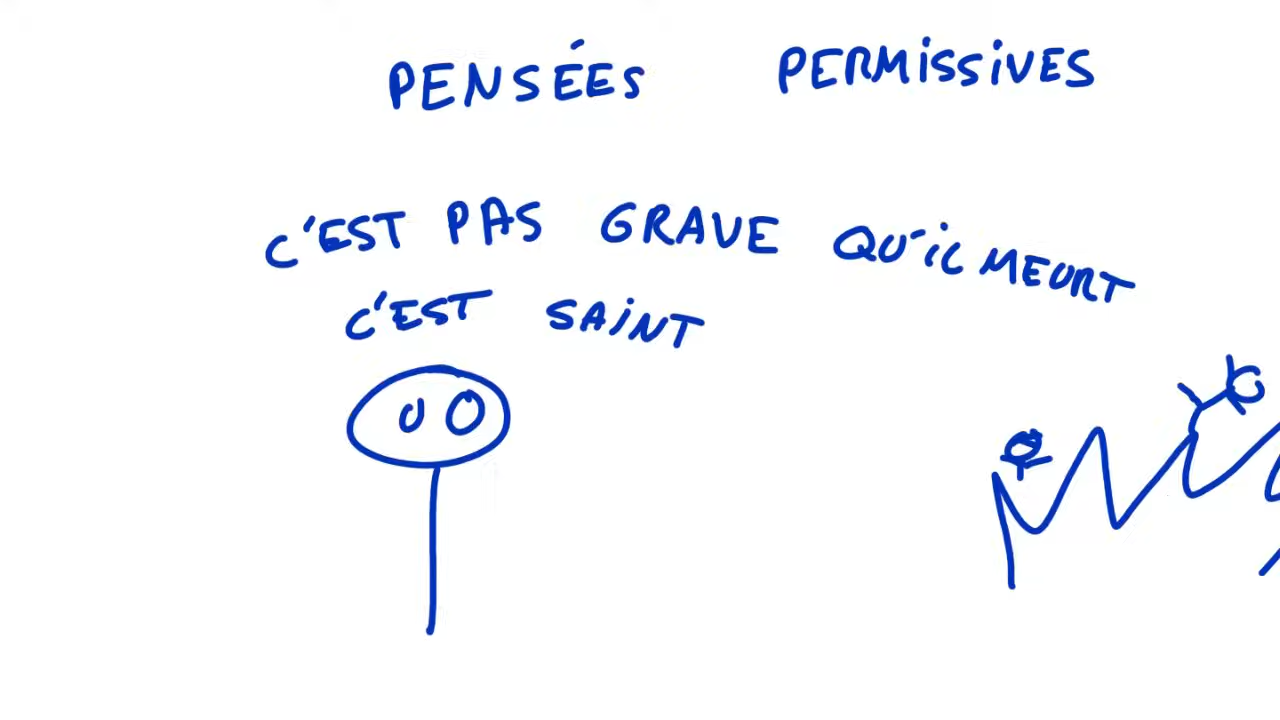 PENSÉES PERMISSIVES
C'EST PAS GRAVE QU'IL MEURT
C'EST SAINT